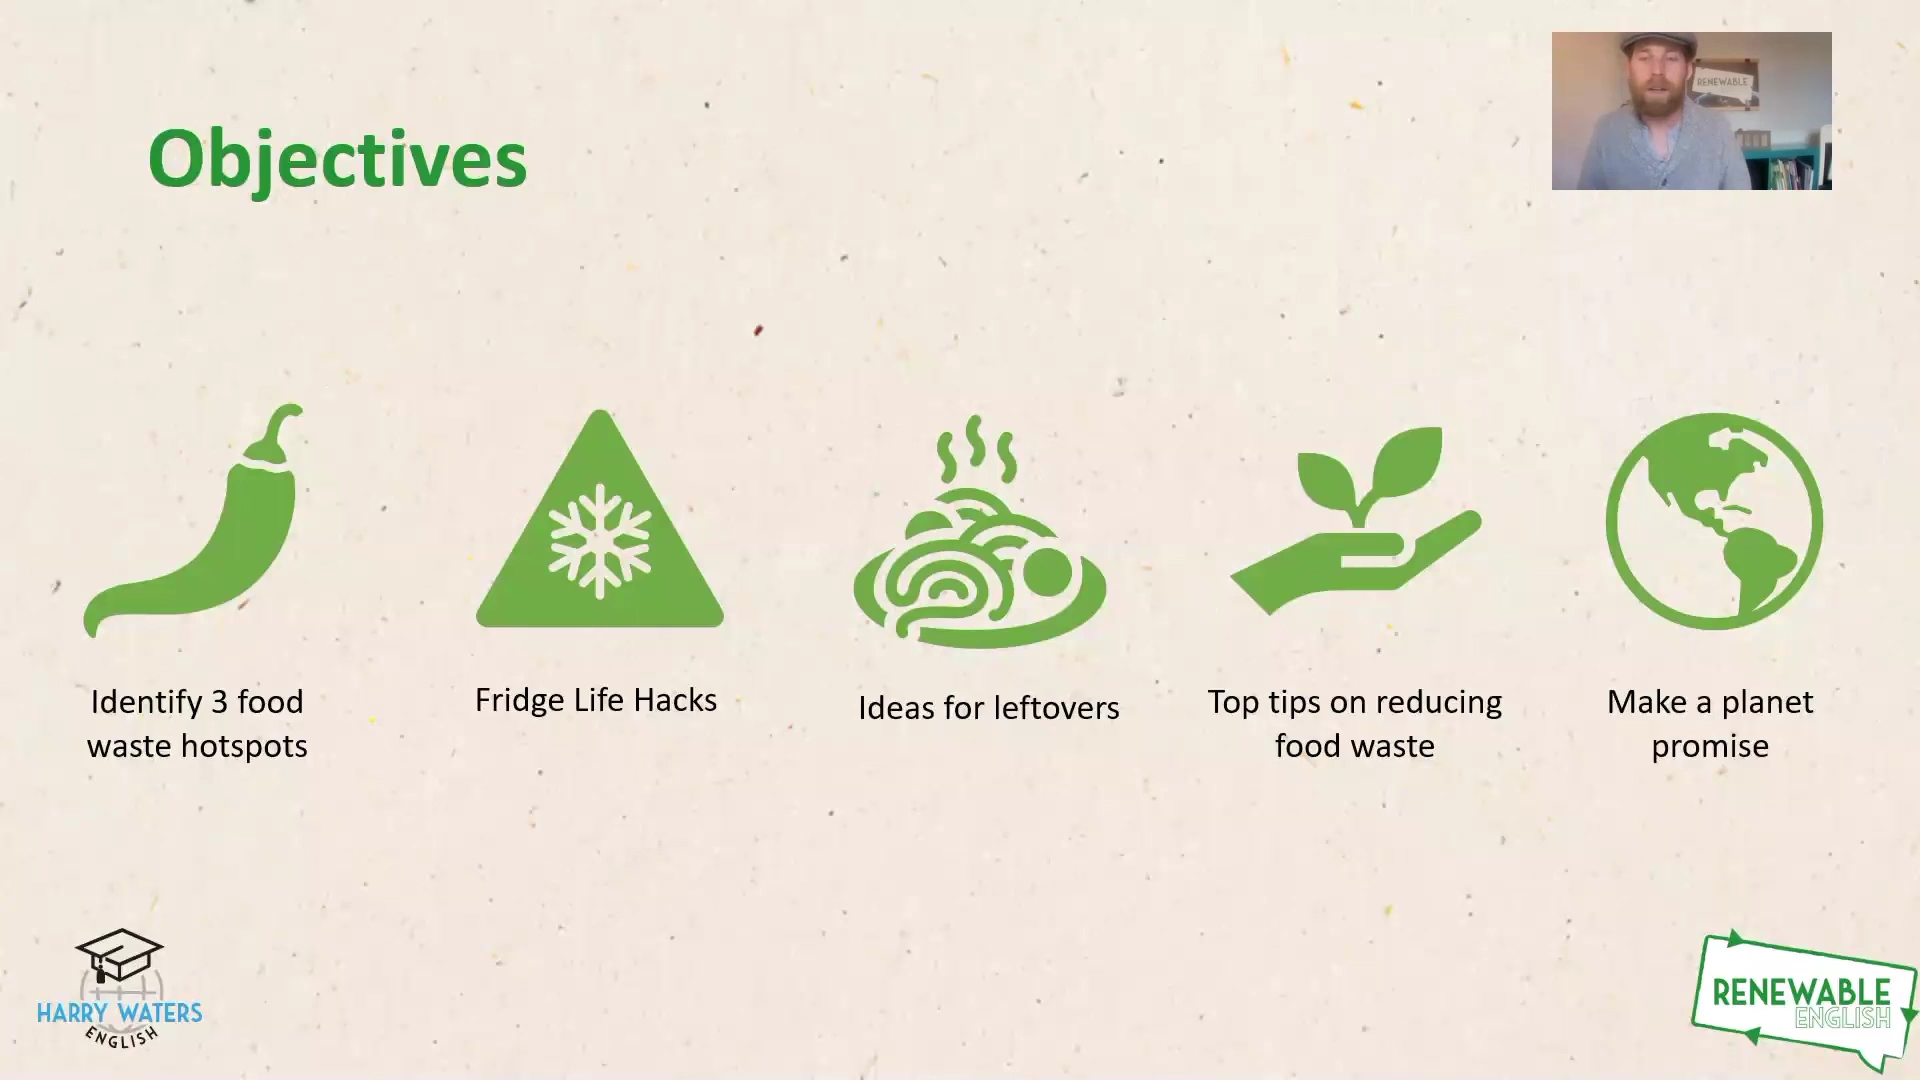 RENEWABLE
Objectives
Identify 3 food
waste hotspots
Fridge Life Hacks
Ideas for leftovers
Top tips on reducing
food waste
Make a planet
promise
HARRY WATERS
ENGLISH
RENEWABLE
ENGLISH